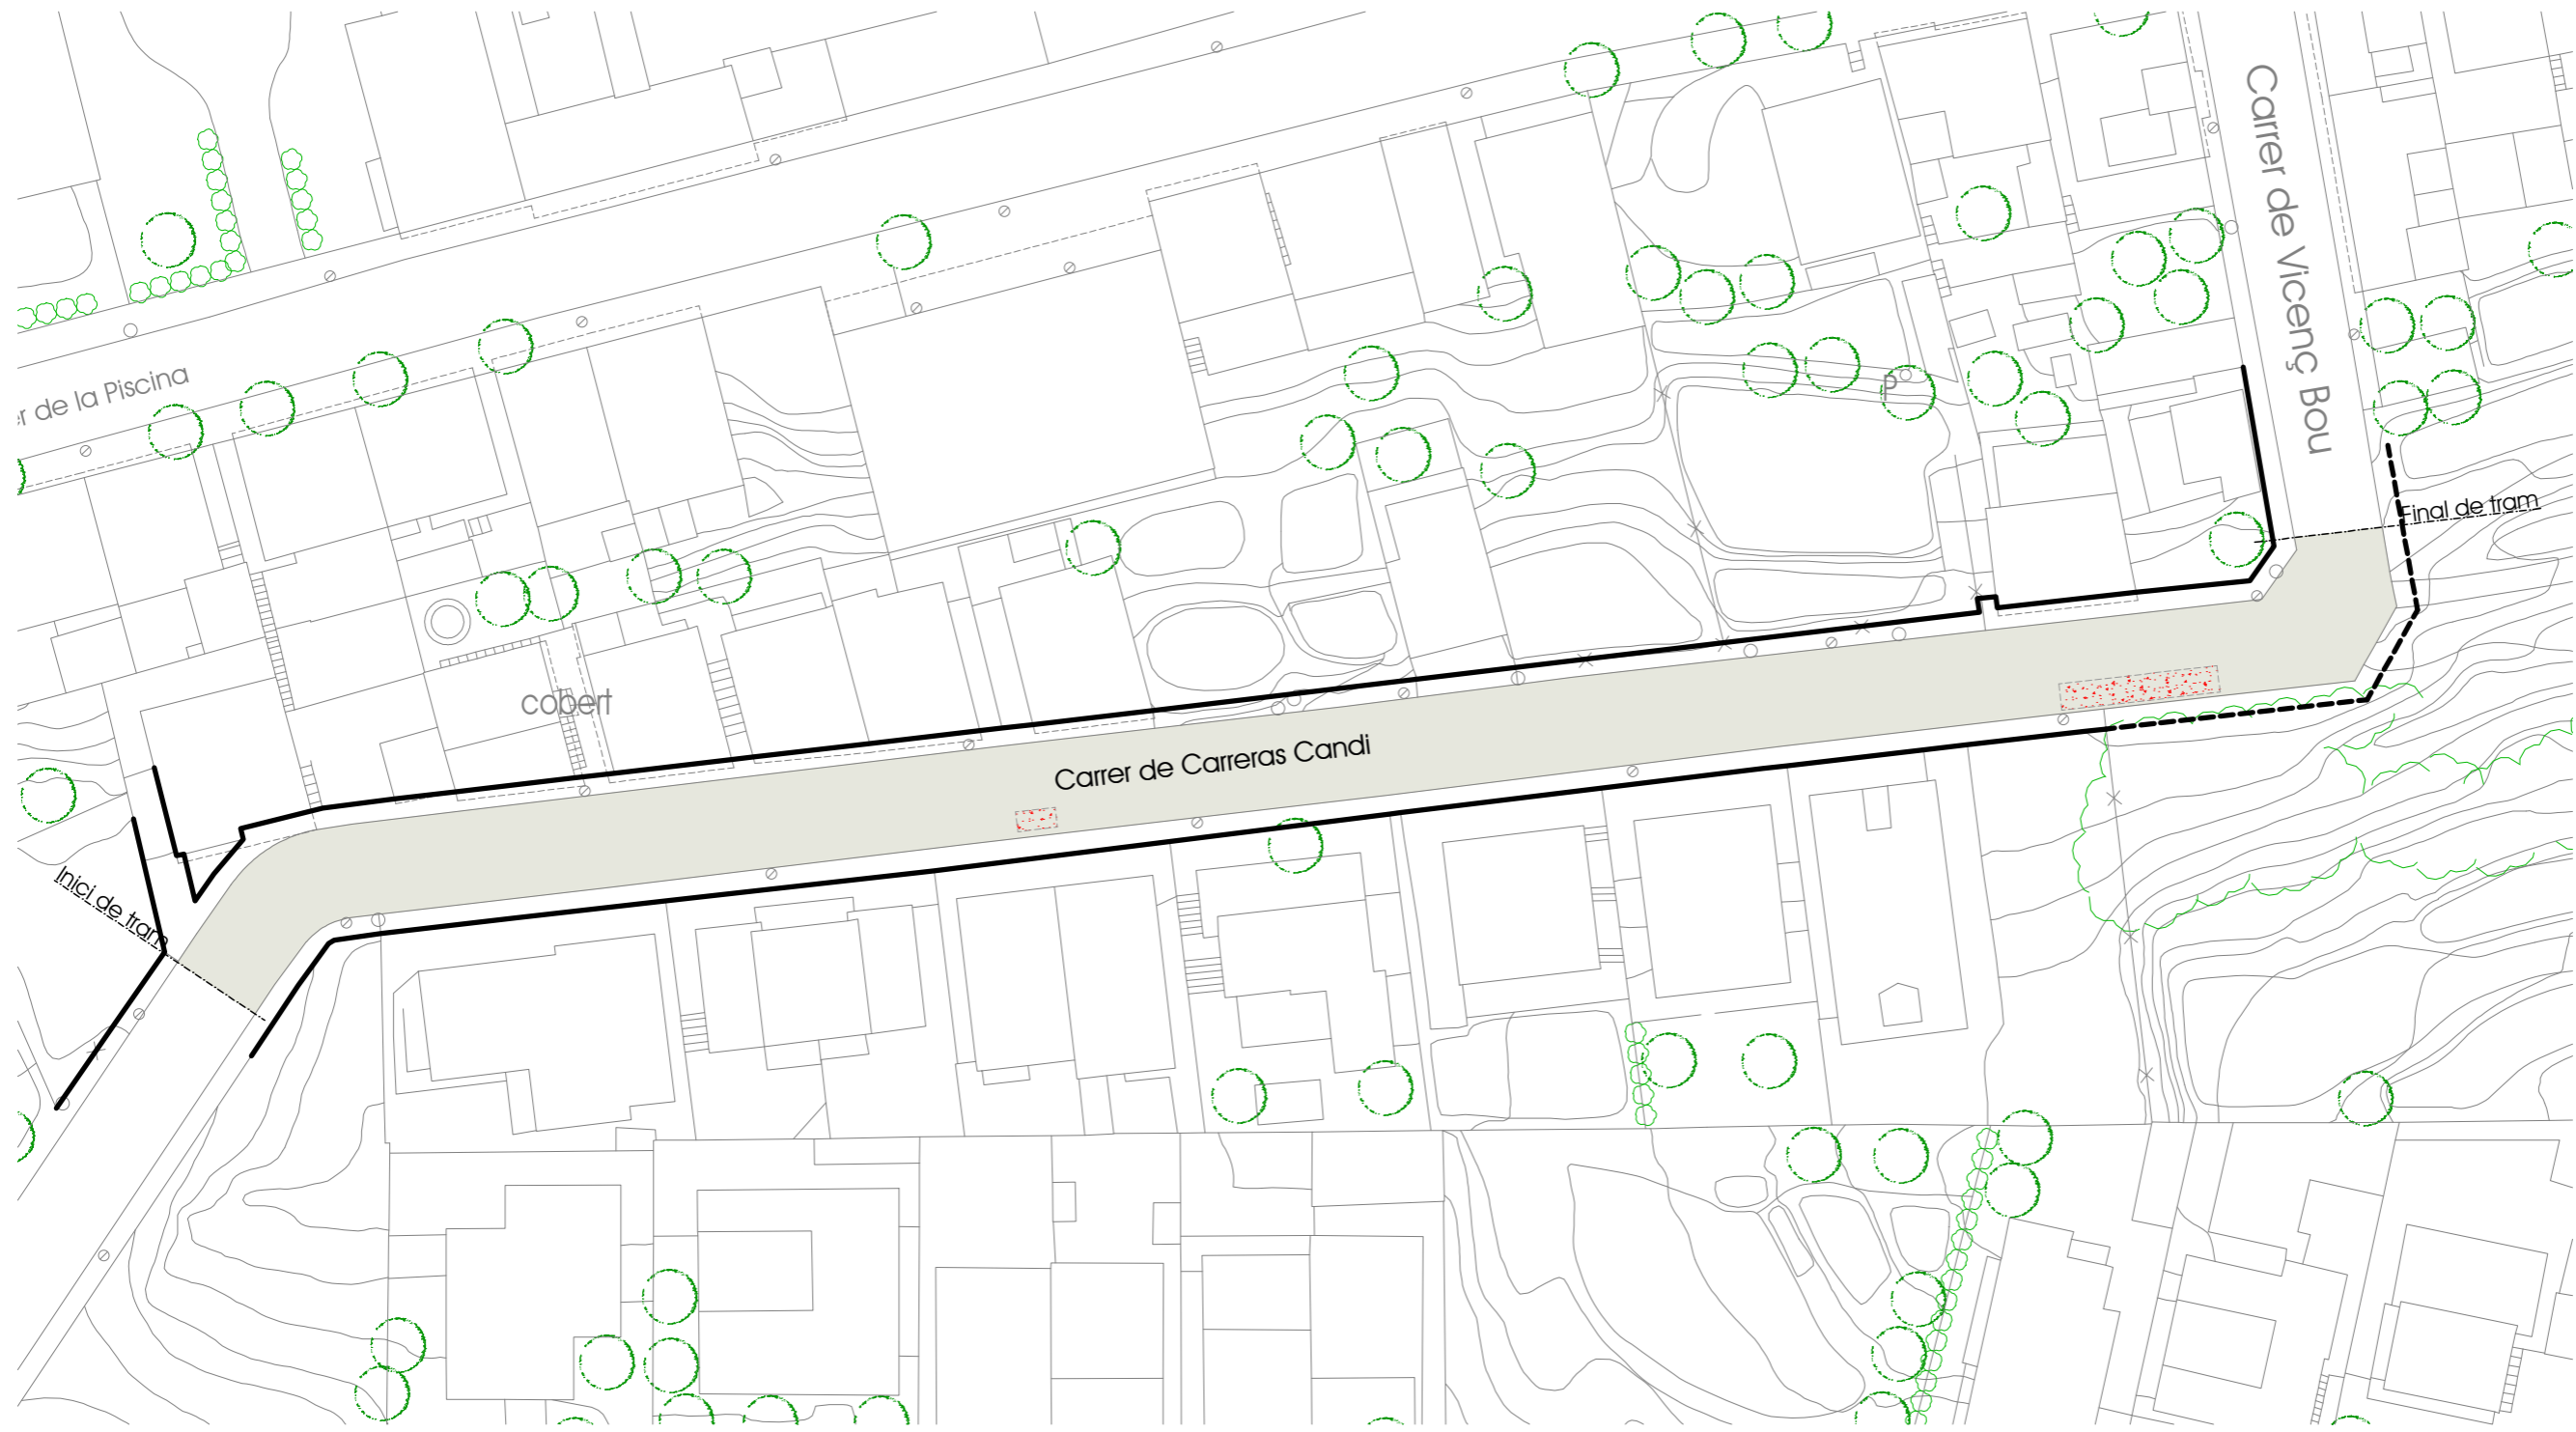 Carrer de Vicenç Bou
de la Piscina
Final de tram
cobert
P
Carrer de Carreras Candi
Inici de tram